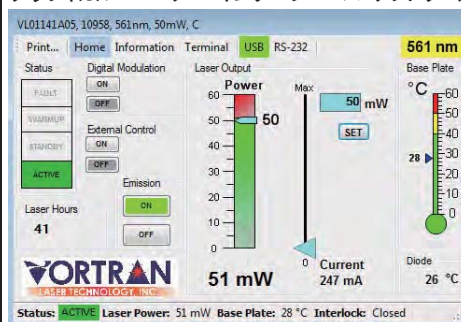 VL01141A05, 10958, 561nm, 50mW, C
Print... Home Information Terminal USB RS-232 561 nm
Status Digital Modulation Laser Output Base Plate
FAULT
WARMUP
STANDBY
ACTIVE
ON
OFF
External Control
ON
OFF
Emission
ON
OFF
Laser Hours
41
Power
60
50
40
30
20
10
0
50
51 mW
Max
0
50 mW
SET
Current
247 mA
°C
60
50
40
30
20
10
0
28
Diode
26 °C
VORTRAN
LASER TECHNOLOGY, INC
Status: ACTIVE Laser Power: 51 mW Base Plate: 28 °C Interlock: Closed